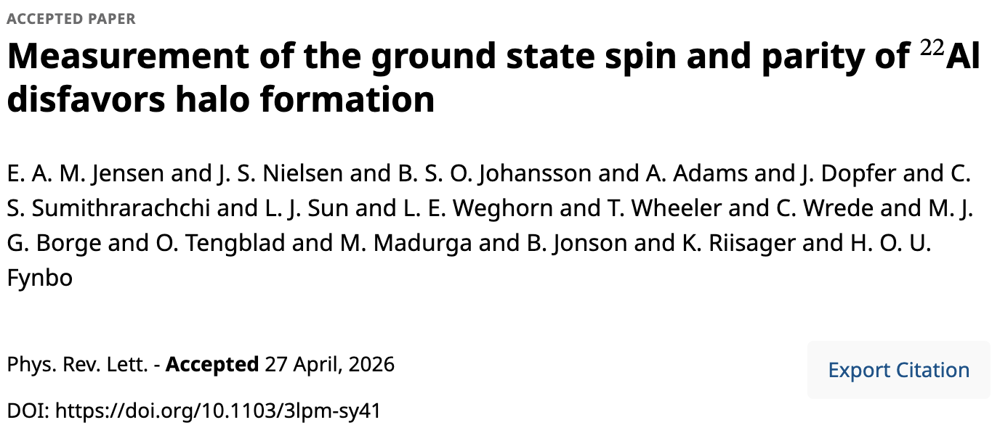 ACCEPTED PAPER
Measurement of the ground state spin and parity of ²²Al
disfavors halo formation
E. A. M. Jensen and J. S. Nielsen and B. S. O. Johansson and A. Adams and J. Dopfer and C.
S. Sumithrarachchi and L. J. Sun and L. E. Weghorn and T. Wheeler and C. Wrede and M. J.
G. Borge and O. Tengblad and M. Madurga and B. Jonson and K. Riisager and H. O. U.
Fynbo
Phys. Rev. Lett. - Accepted 27 April, 2026
Export Citation
DOI: https://doi.org/10.1103/3lpm-sy41